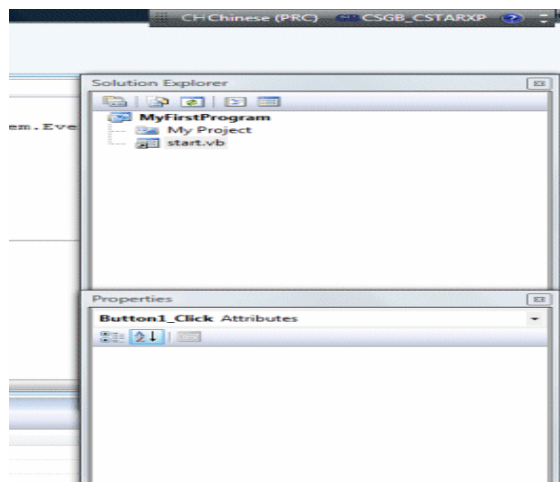 CH Chinese (PRC) CSGB_CSTARXP
Solution Explorer
MyFirstProgram
em.Eve
My Project
start.vb
Properties
Button1_Click Attributes